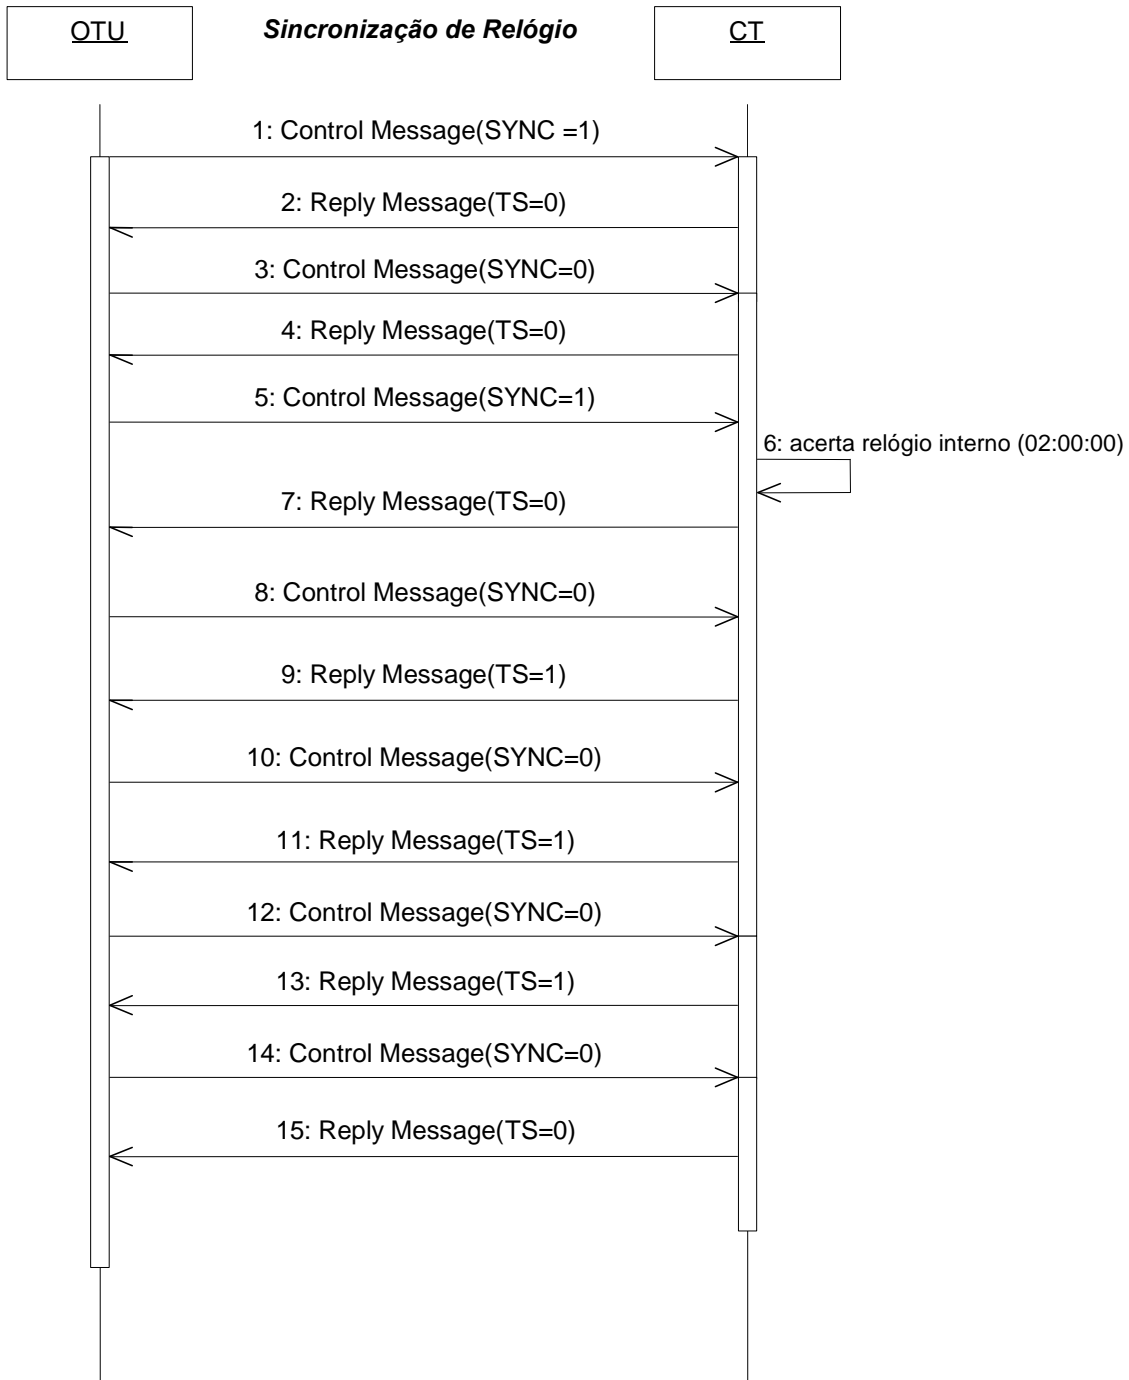 OTU
Sincronização de Relógio
CT
1: Control Message(SYNC =1)
2: Reply Message(TS=0)
3: Control Message(SYNC=0)
4: Reply Message(TS=0)
5: Control Message(SYNC=1)
6: acerta relógio interno (02:00:00)
7: Reply Message(TS=0)
8: Control Message(SYNC=0)
9: Reply Message(TS=1)
10: Control Message(SYNC=0)
11: Reply Message(TS=1)
12: Control Message(SYNC=0)
13: Reply Message(TS=1)
14: Control Message(SYNC=0)
15: Reply Message(TS=0)